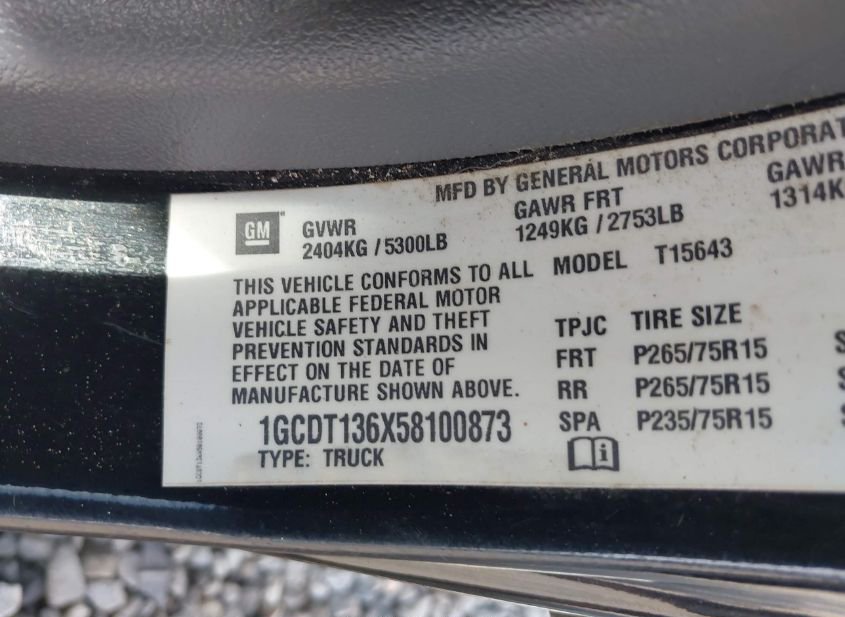 MFD BY GENERAL MOTORS CORPORAT
GM
GVWR
2404KG / 5300LB
GAWR FRT
1249KG / 2753LB
GAWR
1314K
THIS VEHICLE CONFORMS TO ALL
APPLICABLE FEDERAL MOTOR
VEHICLE SAFETY AND THEFT
PREVENTION STANDARDS IN
EFFECT ON THE DATE OF
MANUFACTURE SHOWN ABOVE.
1GCDT136X58100873
TYPE: TRUCK
MODEL T15643
TPJC TIRE SIZE
FRT P265/75R15 S
RR P265/75R15 S
SPA P235/75R15 S